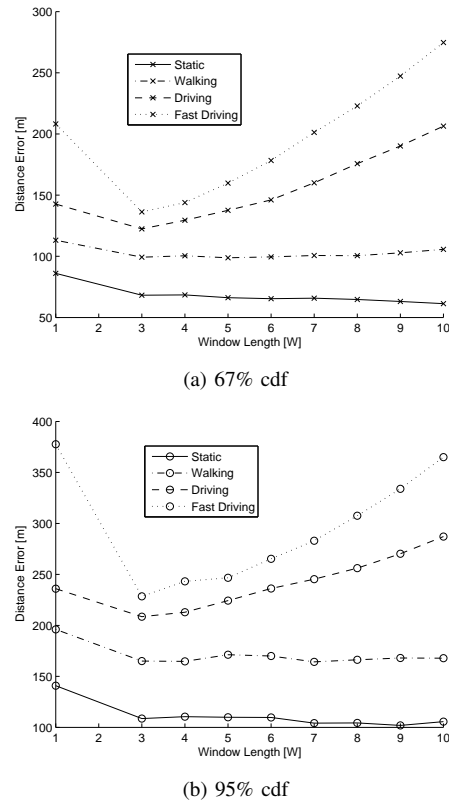 300
250
200
150
100
50
Distance Error [m]
Static
Walking
Driving
Fast Driving
1 2 3 4 5 6 7 8 9 10
Window Length [W]
(a) 67% cdf
400
350
300
250
200
150
100
Distance Error [m]
Static
Walking
Driving
Fast Driving
1 2 3 4 5 6 7 8 9 10
Window Length [W]
(b) 95% cdf